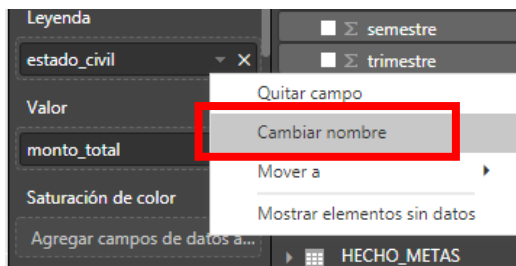 Leyenda
estado_civil
Valor
monto_total
Saturación de color
Agregar campos de datos a...
semestre
trimestre
Quitar campo
Cambiar nombre
Mover a
Mostrar elementos sin datos
HECHO_METAS